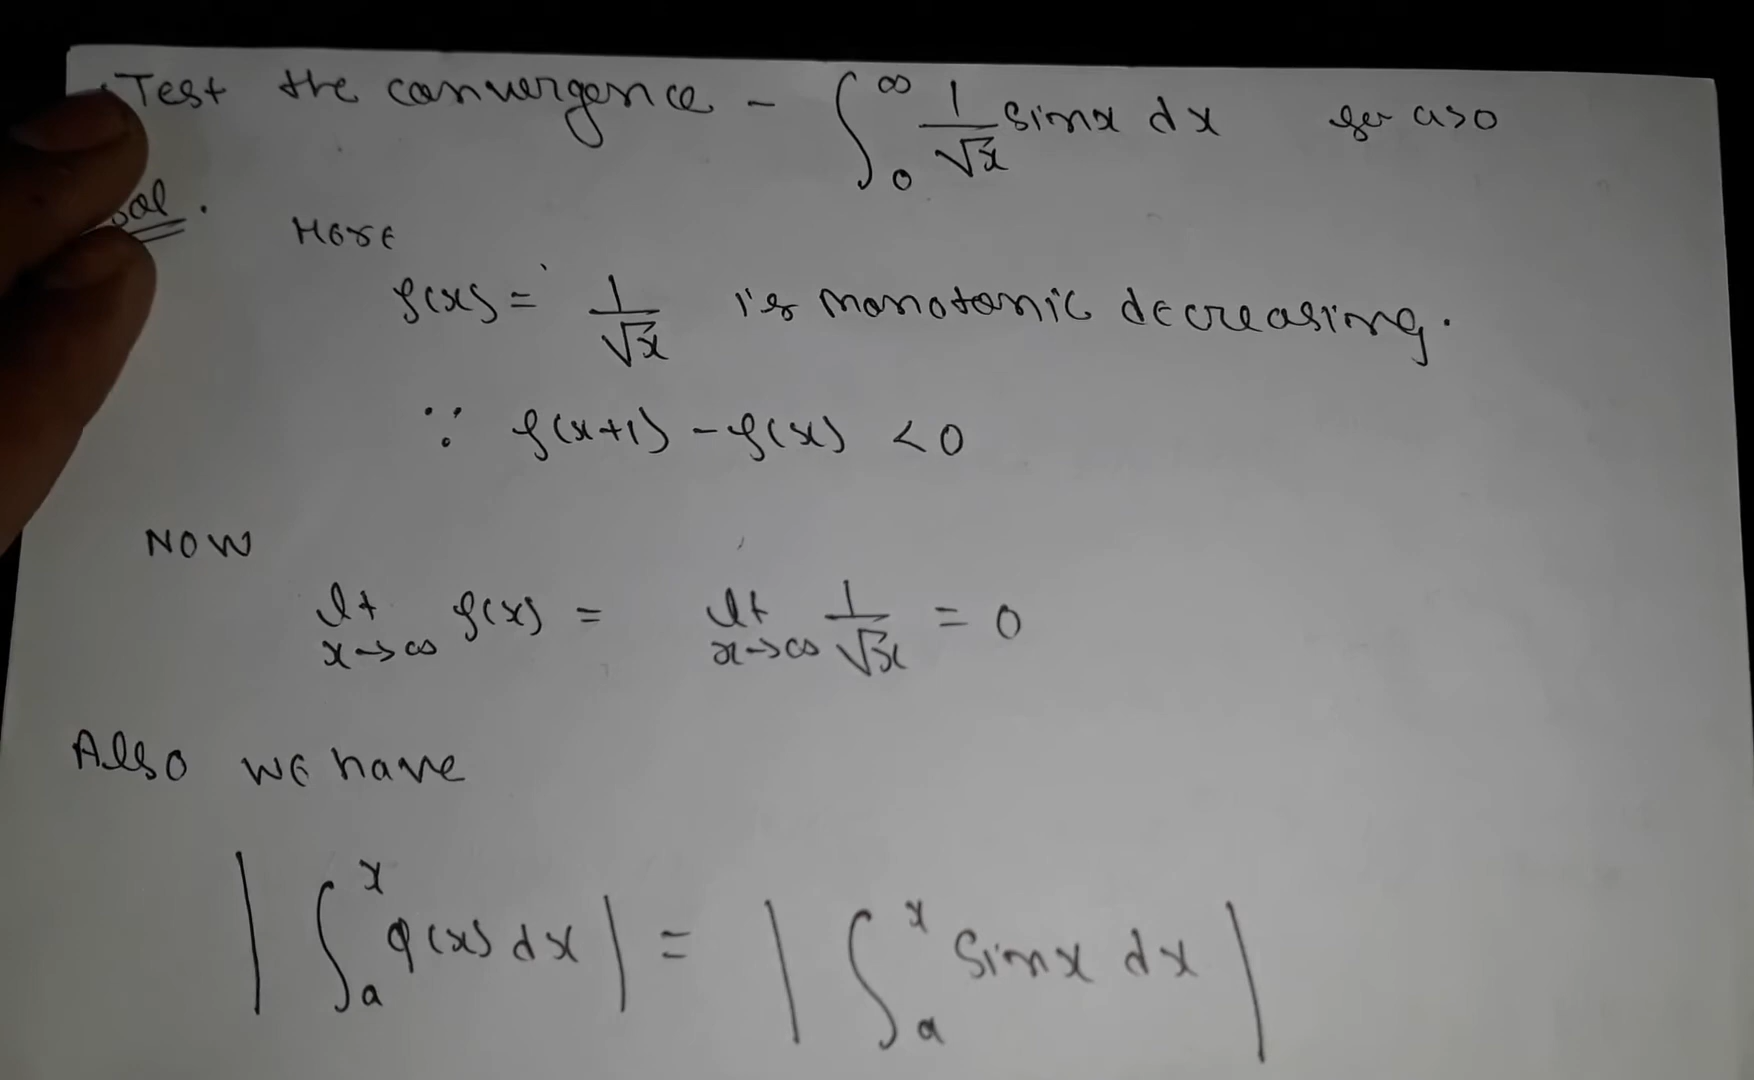 Test the convergence - ∫₀^∞ 1/√x sinx dx for a>0
Sol.
Here
f(x) = 1/√x is monotonic decreasing.
∵ f(x+1) - f(x) < 0
NOW
lt x→∞ f(x) = lt x→∞ 1/√x = 0
Also we have
| ∫ₐ^x φ(x) dx | = | ∫ₐ^x sinx dx |